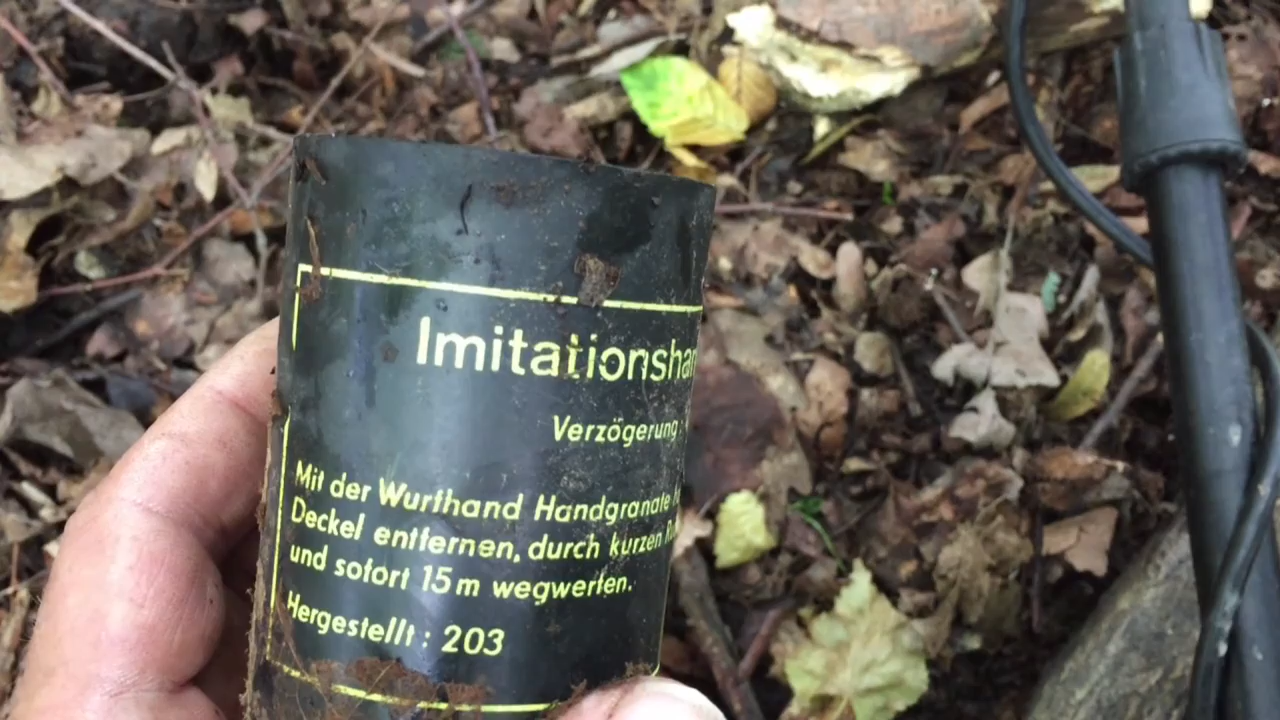 Imitationshan
Verzögerung:
Mit der Wurfhand Handgranate
Deckel entfernen, durch kurzen
und sofort 15 m wegwerfen.
Hergestellt: 203